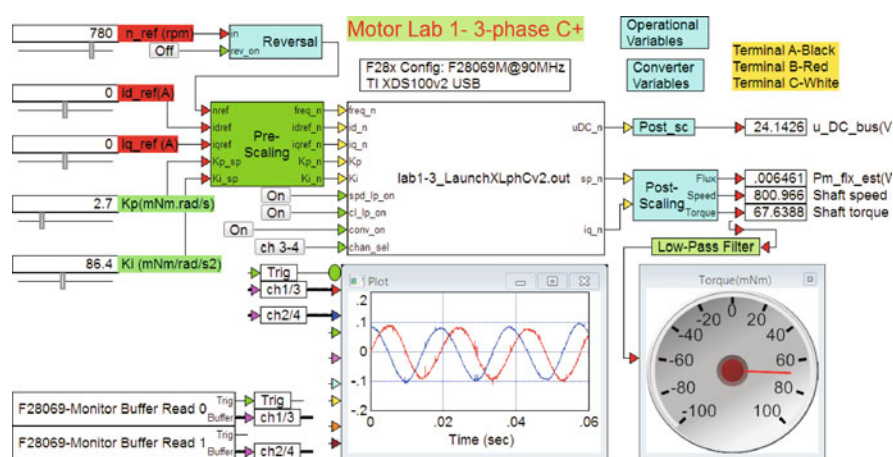 Motor Lab 1- 3-phase C+
780
n_ref (rpm)
in
rev_on
Reversal
Off
F28x Config: F28069M@90MHz
TI XDS100v2 USB
Operational
Variables
Converter
Variables
Terminal A-Black
Terminal B-Red
Terminal C-White
0
id_ref(A)
0
iq_ref (A)
2.7
Kp(mNm.rad/s)
86.4
Ki (mNm/rad/s2)
nref
idref
iqref
Kp_sp
Ki_sp
Pre-
Scaling
freq_n
idref_n
iqref_n
Kp_n
Ki_n
freq_n
id_n
iq_n
Kp
Ki
spd_lp_on
cl_lp_on
conv_on
chan_sel
On
On
On
ch 3-4
lab1-3_LaunchXLphCv2.out
uDC_n
sp_n
iq_n
Post_sc
24.1426
u_DC_bus(V
Post-
Scaling
Flux
Speed
Torque
.006461
Pm_flx_est(V
800.966
Shaft speed
67.6388
Shaft torque
Low-Pass Filter
Trig
ch1/3
ch2/4
Plot
.2
.1
0
-.1
-.2
0
.02
.04
.06
Time (sec)
F28069-Monitor Buffer Read 0
Trig
Buffer
Trig
ch1/3
F28069-Monitor Buffer Read 1
Trig
Buffer
ch2/4
Torque(mNm)
-100
-80
-60
-40
-20
0
20
40
60
80
100